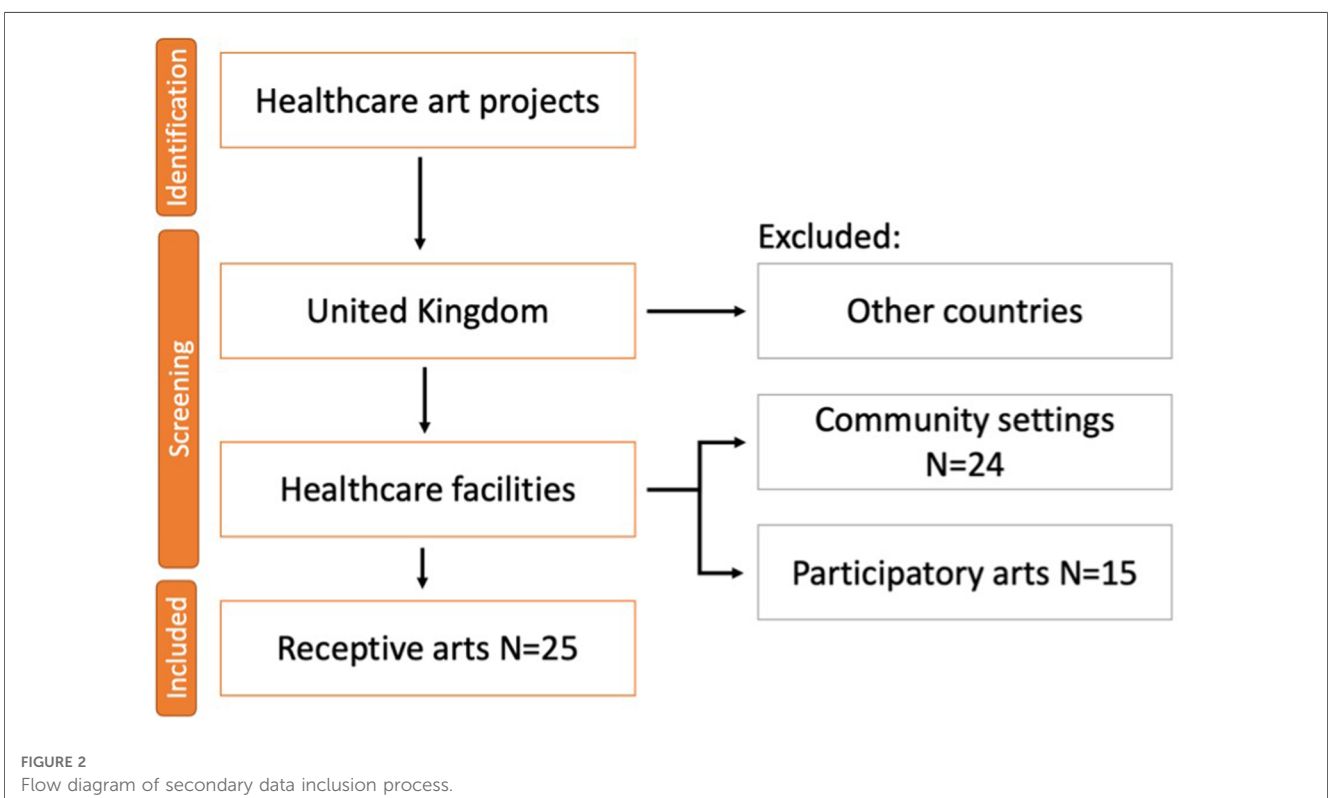 Identification
Healthcare art projects
Screening
United Kingdom
Excluded:
Other countries
Healthcare facilities
Community settings
N=24
Participatory arts N=15
Included
Receptive arts N=25
FIGURE 2
Flow diagram of secondary data inclusion process.